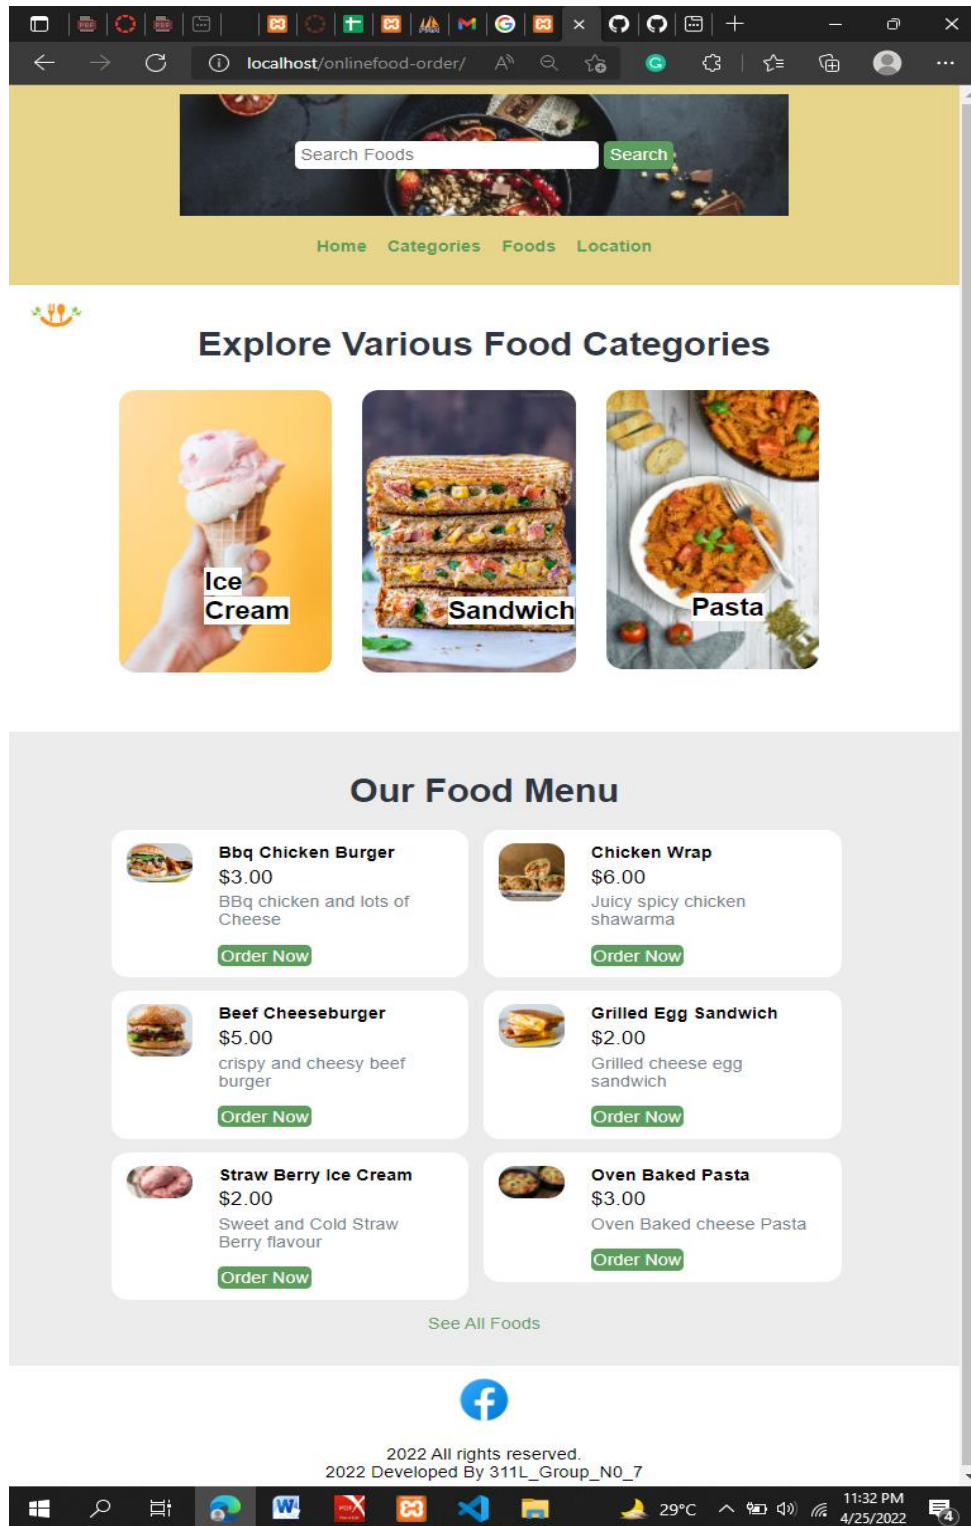 localhost/onlinefood-order/
Search Foods
Search
Home Categories Foods Location
Explore Various Food Categories
Ice
Cream
Sandwich
Pasta
Our Food Menu
Bbq Chicken Burger
$3.00
BBq chicken and lots of
Cheese
Order Now
Chicken Wrap
$6.00
Juicy spicy chicken
shawarma
Order Now
Beef Cheeseburger
$5.00
crispy and cheesy beef
burger
Order Now
Grilled Egg Sandwich
$2.00
Grilled cheese egg
sandwich
Order Now
Straw Berry Ice Cream
$2.00
Sweet and Cold Straw
Berry flavour
Order Now
Oven Baked Pasta
$3.00
Oven Baked cheese Pasta
Order Now
See All Foods
2022 All rights reserved.
2022 Developed By 311L_Group_N0_7
29°C
11:32 PM
4/25/2022
4